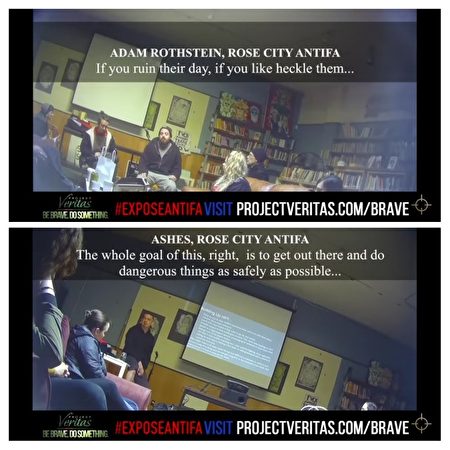 ADAM ROTHSTEIN, ROSE CITY ANTIFA
If you ruin their day, if you like heckle them...
PROJECT
Veritas
BE BRAVE. DO SOMETHING.
#EXPOSEANTIFA VISIT PROJECTVERITAS.COM/BRAVE
ASHES, ROSE CITY ANTIFA
The whole goal of this, right, is to get out there and do
dangerous things as safely as possible...
PROJECT
Veritas
BE BRAVE. DO SOMETHING.
#EXPOSEANTIFA VISIT PROJECTVERITAS.COM/BRAVE